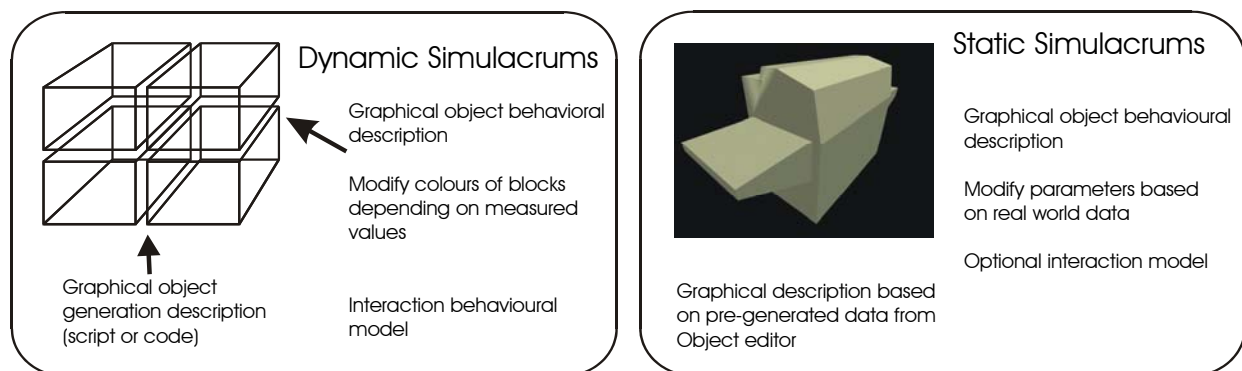 Dynamic Simulacrums
Graphical object behavioral
description
Modify colours of blocks
depending on measured
values
Graphical object
generation description
(script or code)
Interaction behavioural
model
Static Simulacrums
Graphical object behavioural
description
Modify parameters based
on real world data
Optional interaction model
Graphical description based
on pre-generated data from
Object editor